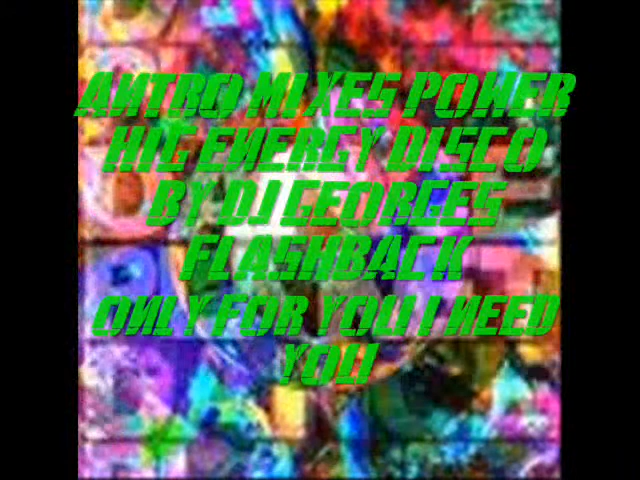 ANTRO MIXES POWER
HIG ENERGY DISCO
BY DJ GEORGES
FLASHBACK
ONLY FOR YOU I NEED
YOU